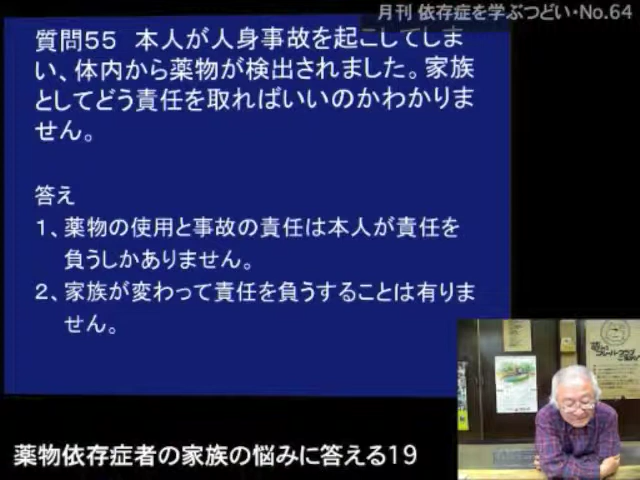 月刊 依存症を学ぶつどい・No.64
質問５５ 本人が人身事故を起こしてしま
い、体内から薬物が検出されました。家族
としてどう責任を取ればいいのかわかりま
せん。
答え
１、薬物の使用と事故の責任は本人が責任を
負うしかありません。
２、家族が変わって責任を負うすることは有りま
せん。
薬物依存症者の家族の悩みに答える19